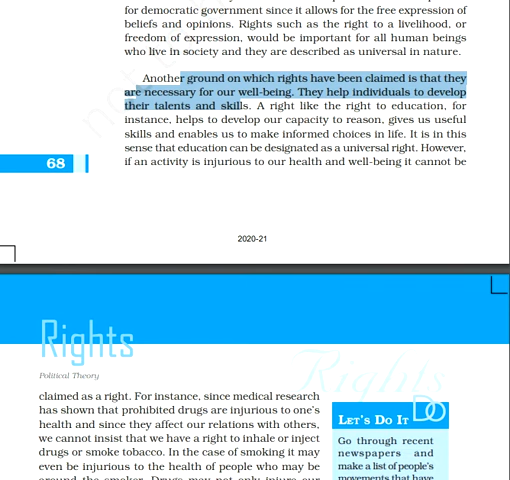 for democratic government since it allows for the free expression of
beliefs and opinions. Rights such as the right to a livelihood, or
freedom of expression, would be important for all human beings
who live in society and they are described as universal in nature.
Another ground on which rights have been claimed is that they
are necessary for our well-being. They help individuals to develop
their talents and skills. A right like the right to education, for
instance, helps to develop our capacity to reason, gives us useful
skills and enables us to make informed choices in life. It is in this
sense that education can be designated as a universal right. However,
if an activity is injurious to our health and well-being it cannot be
68
2020-21
Rights
Rights
Political Theory
claimed as a right. For instance, since medical research
has shown that prohibited drugs are injurious to one's
health and since they affect our relations with others,
we cannot insist that we have a right to inhale or inject
drugs or smoke tobacco. In the case of smoking it may
even be injurious to the health of people who may be
around the smoker. Drugs may not only injure our
LET'S DO IT
DO
Go through recent
newspapers and
make a list of people's
movements that have